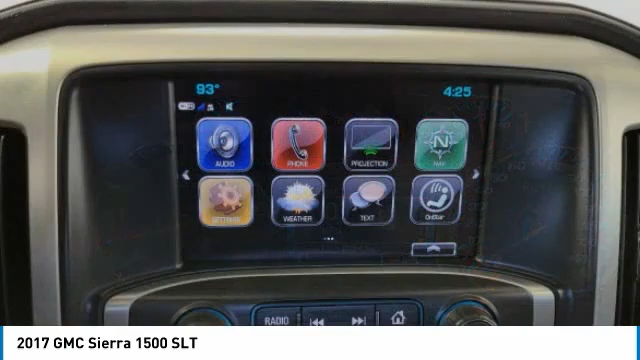 93° 4:25
AUDIO PHONE PROJECTION N NAV
SETTINGS WEATHER TEXT OnStar
RADIO
2017 GMC Sierra 1500 SLT